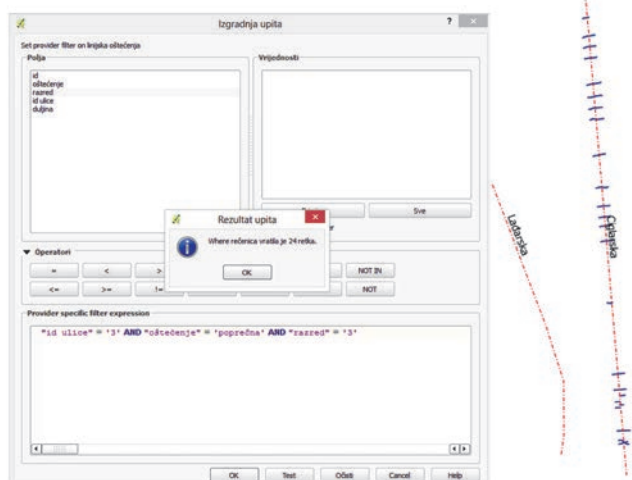 Izgradnja upita
?
Set provider filter on linijska oštećenja
Polja
Vrijednosti
id
oštećenje
razred
id ulice
duljina
Sve
Rezultat upita
Where rečenica vratila je 24 retka.
OK
Operatori
= < > NOT IN
<= >= != NOT
Provider specific filter expression
"id ulice" = '3' AND "oštećenje" = 'poprečna' AND "razred" = '3'
OK Test Očisti Cancel Help
Lađarska
Ciglarska